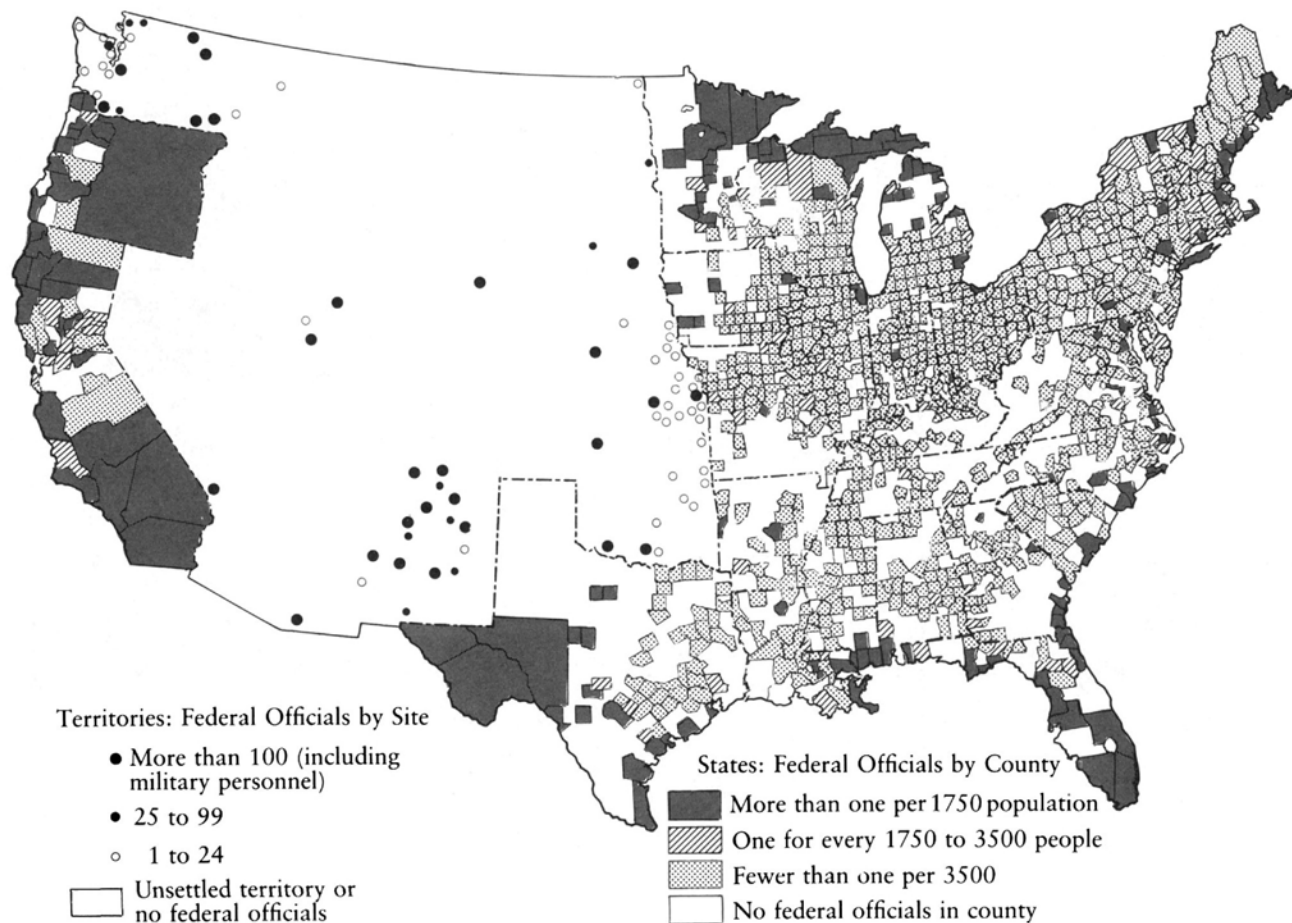 Territories: Federal Officials by Site
More than 100 (including
military personnel)
25 to 99
1 to 24
Unsettled territory or
no federal officials
States: Federal Officials by County
More than one per 1750 population
One for every 1750 to 3500 people
Fewer than one per 3500
No federal officials in county